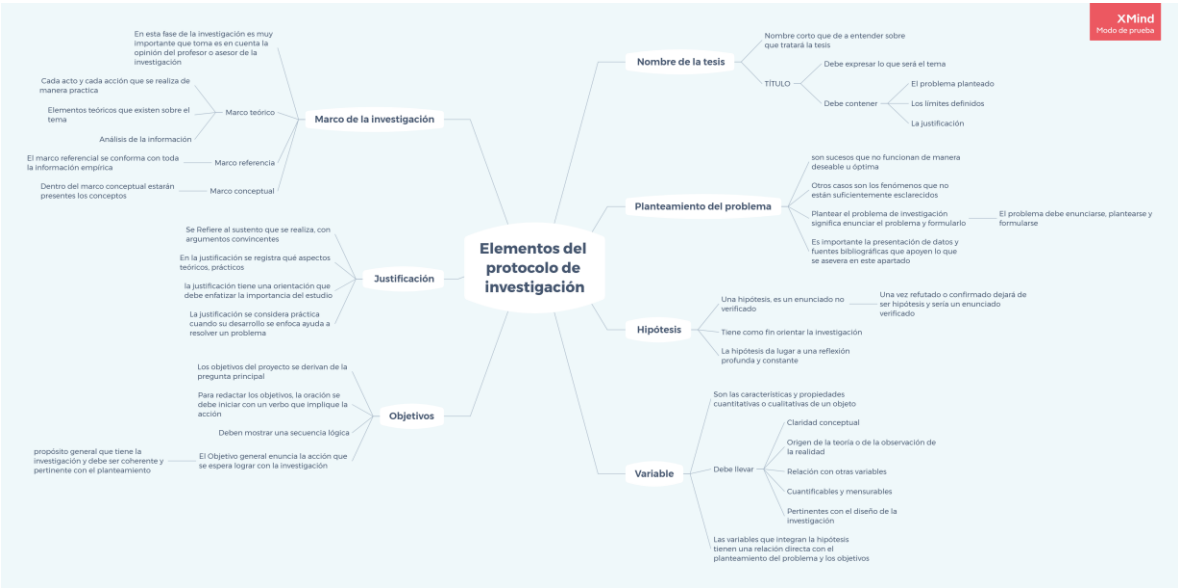 XMind
Modo de prueba
Elementos del
protocolo de
investigación
Nombre de la tesis
Nombre corto que de a entender sobre
que tratará la tesis
TÍTULO
Debe expresar lo que será el tema
Debe contener
El problema planteado
Los límites definidos
La justificación
Planteamiento del problema
son sucesos que no funcionan de manera
deseable u óptima
Otros casos son los fenómenos que no
están suficientemente esclarecidos
Plantear el problema de investigación
significa enunciar el problema y formularlo
El problema debe enunciarse, plantearse y
formularse
Es importante la presentación de datos y
fuentes bibliográficas que apoyen lo que
se asevera en este apartado
Hipótesis
Una hipótesis, es un enunciado no
verificado
Una vez refutado o confirmado dejará de
ser hipótesis y sería un enunciado
verificado
Tiene como fin orientar la investigación
La hipótesis da lugar a una reflexión
profunda y constante
Variable
Son las características y propiedades
cuantitativas o cualitativas de un objeto
Debe llevar
Claridad conceptual
Origen de la teoría o de la observación de
la realidad
Relación con otras variables
Cuantificables y mensurables
Pertinentes con el diseño de la
investigación
Las variables que integran la hipótesis
tienen una relación directa con el
planteamiento del problema y los objetivos
Marco de la investigación
En esta fase de la investigación es muy
importante que toma es en cuenta la
opinión del profesor o asesor de la
investigación
Marco teórico
Cada acto y cada acción que se realiza de
manera practica
Elementos teóricos que existen sobre el
tema
Análisis de la información
Marco referencia
El marco referencial se conforma con toda
la información empírica
Marco conceptual
Dentro del marco conceptual estarán
presentes los conceptos
Justificación
Se Refiere al sustento que se realiza, con
argumentos convincentes
En la justificación se registra qué aspectos
teóricos, prácticos
la justificación tiene una orientación que
debe enfatizar la importancia del estudio
La justificación se considera práctica
cuando su desarrollo se enfoca ayuda a
resolver un problema
Objetivos
Los objetivos del proyecto se derivan de la
pregunta principal
Para redactar los objetivos, la oración se
debe iniciar con un verbo que implique la
acción
Deben mostrar una secuencia lógica
El Objetivo general enuncia la acción que
se espera lograr con la investigación
propósito general que tiene la
investigación y debe ser coherente y
pertinente con el planteamiento